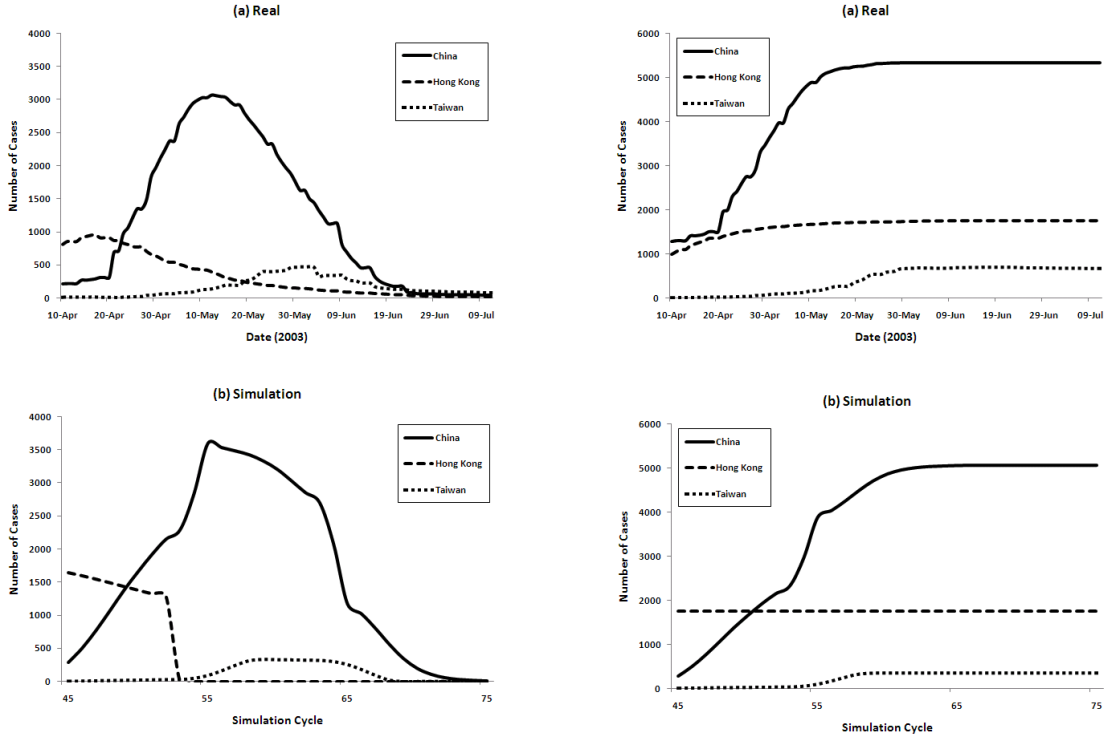 (a) Real
4000
3500
3000
2500
2000
1500
1000
500
0
Number of Cases
China
Hong Kong
Taiwan
10-Apr 20-Apr 30-Apr 10-May 20-May 30-May 09-Jun 19-Jun 29-Jun 09-Jul
Date (2003)
(a) Real
6000
5000
4000
3000
2000
1000
0
Number of Cases
China
Hong Kong
Taiwan
10-Apr 20-Apr 30-Apr 10-May 20-May 30-May 09-Jun 19-Jun 29-Jun 09-Jul
Date (2003)
(b) Simulation
4000
3500
3000
2500
2000
1500
1000
500
0
Number of Cases
China
Hong Kong
Taiwan
45 55 65 75
Simulation Cycle
(b) Simulation
6000
5000
4000
3000
2000
1000
0
Number of Cases
China
Hong Kong
Taiwan
45 55 65 75
Simulation Cycle